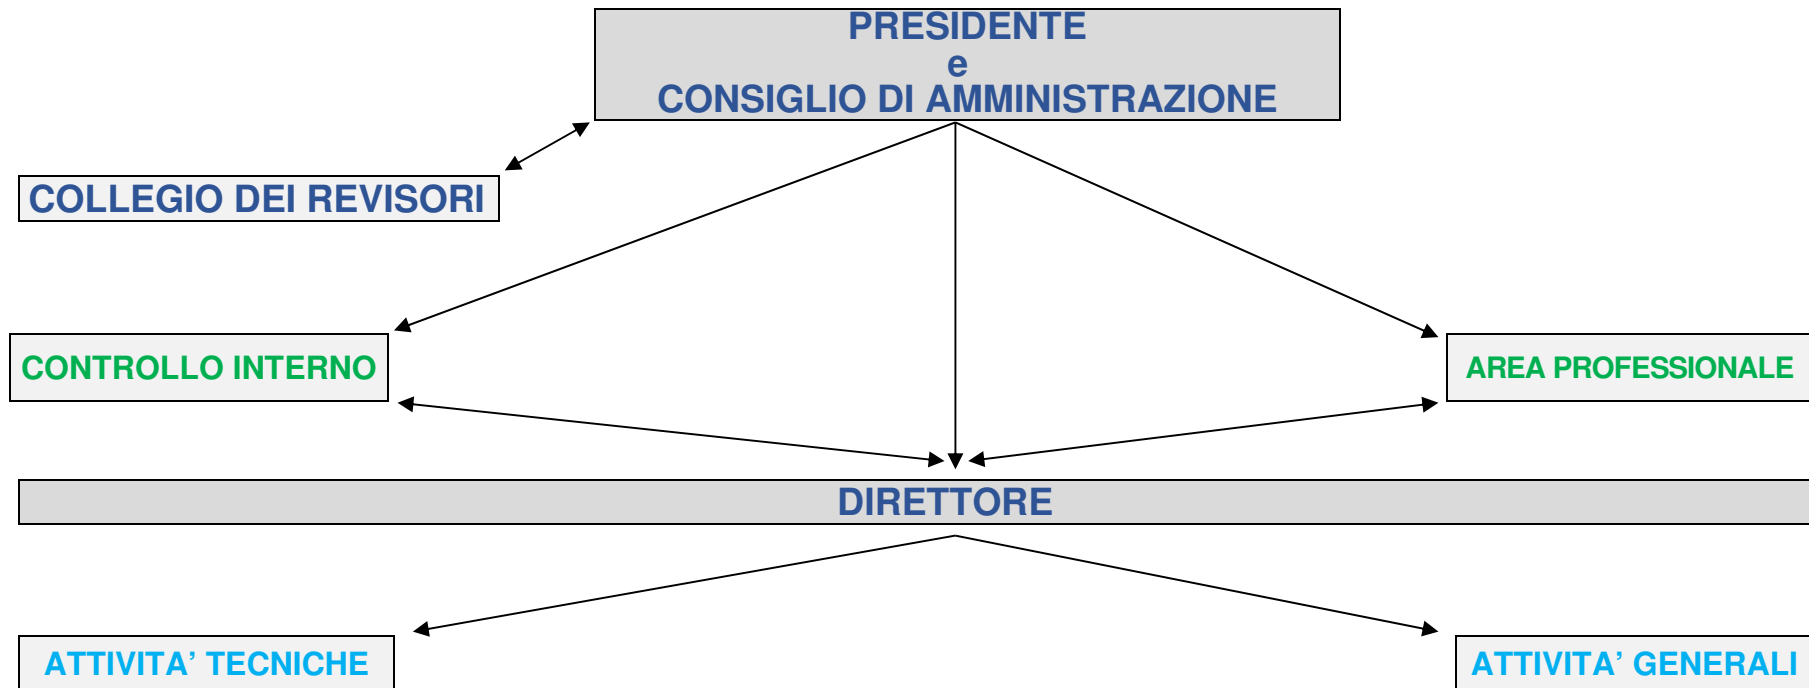 PRESIDENTE
e
CONSIGLIO DI AMMINISTRAZIONE
COLLEGIO DEI REVISORI
CONTROLLO INTERNO
AREA PROFESSIONALE
DIRETTORE
ATTIVITA’ TECNICHE
ATTIVITA’ GENERALI